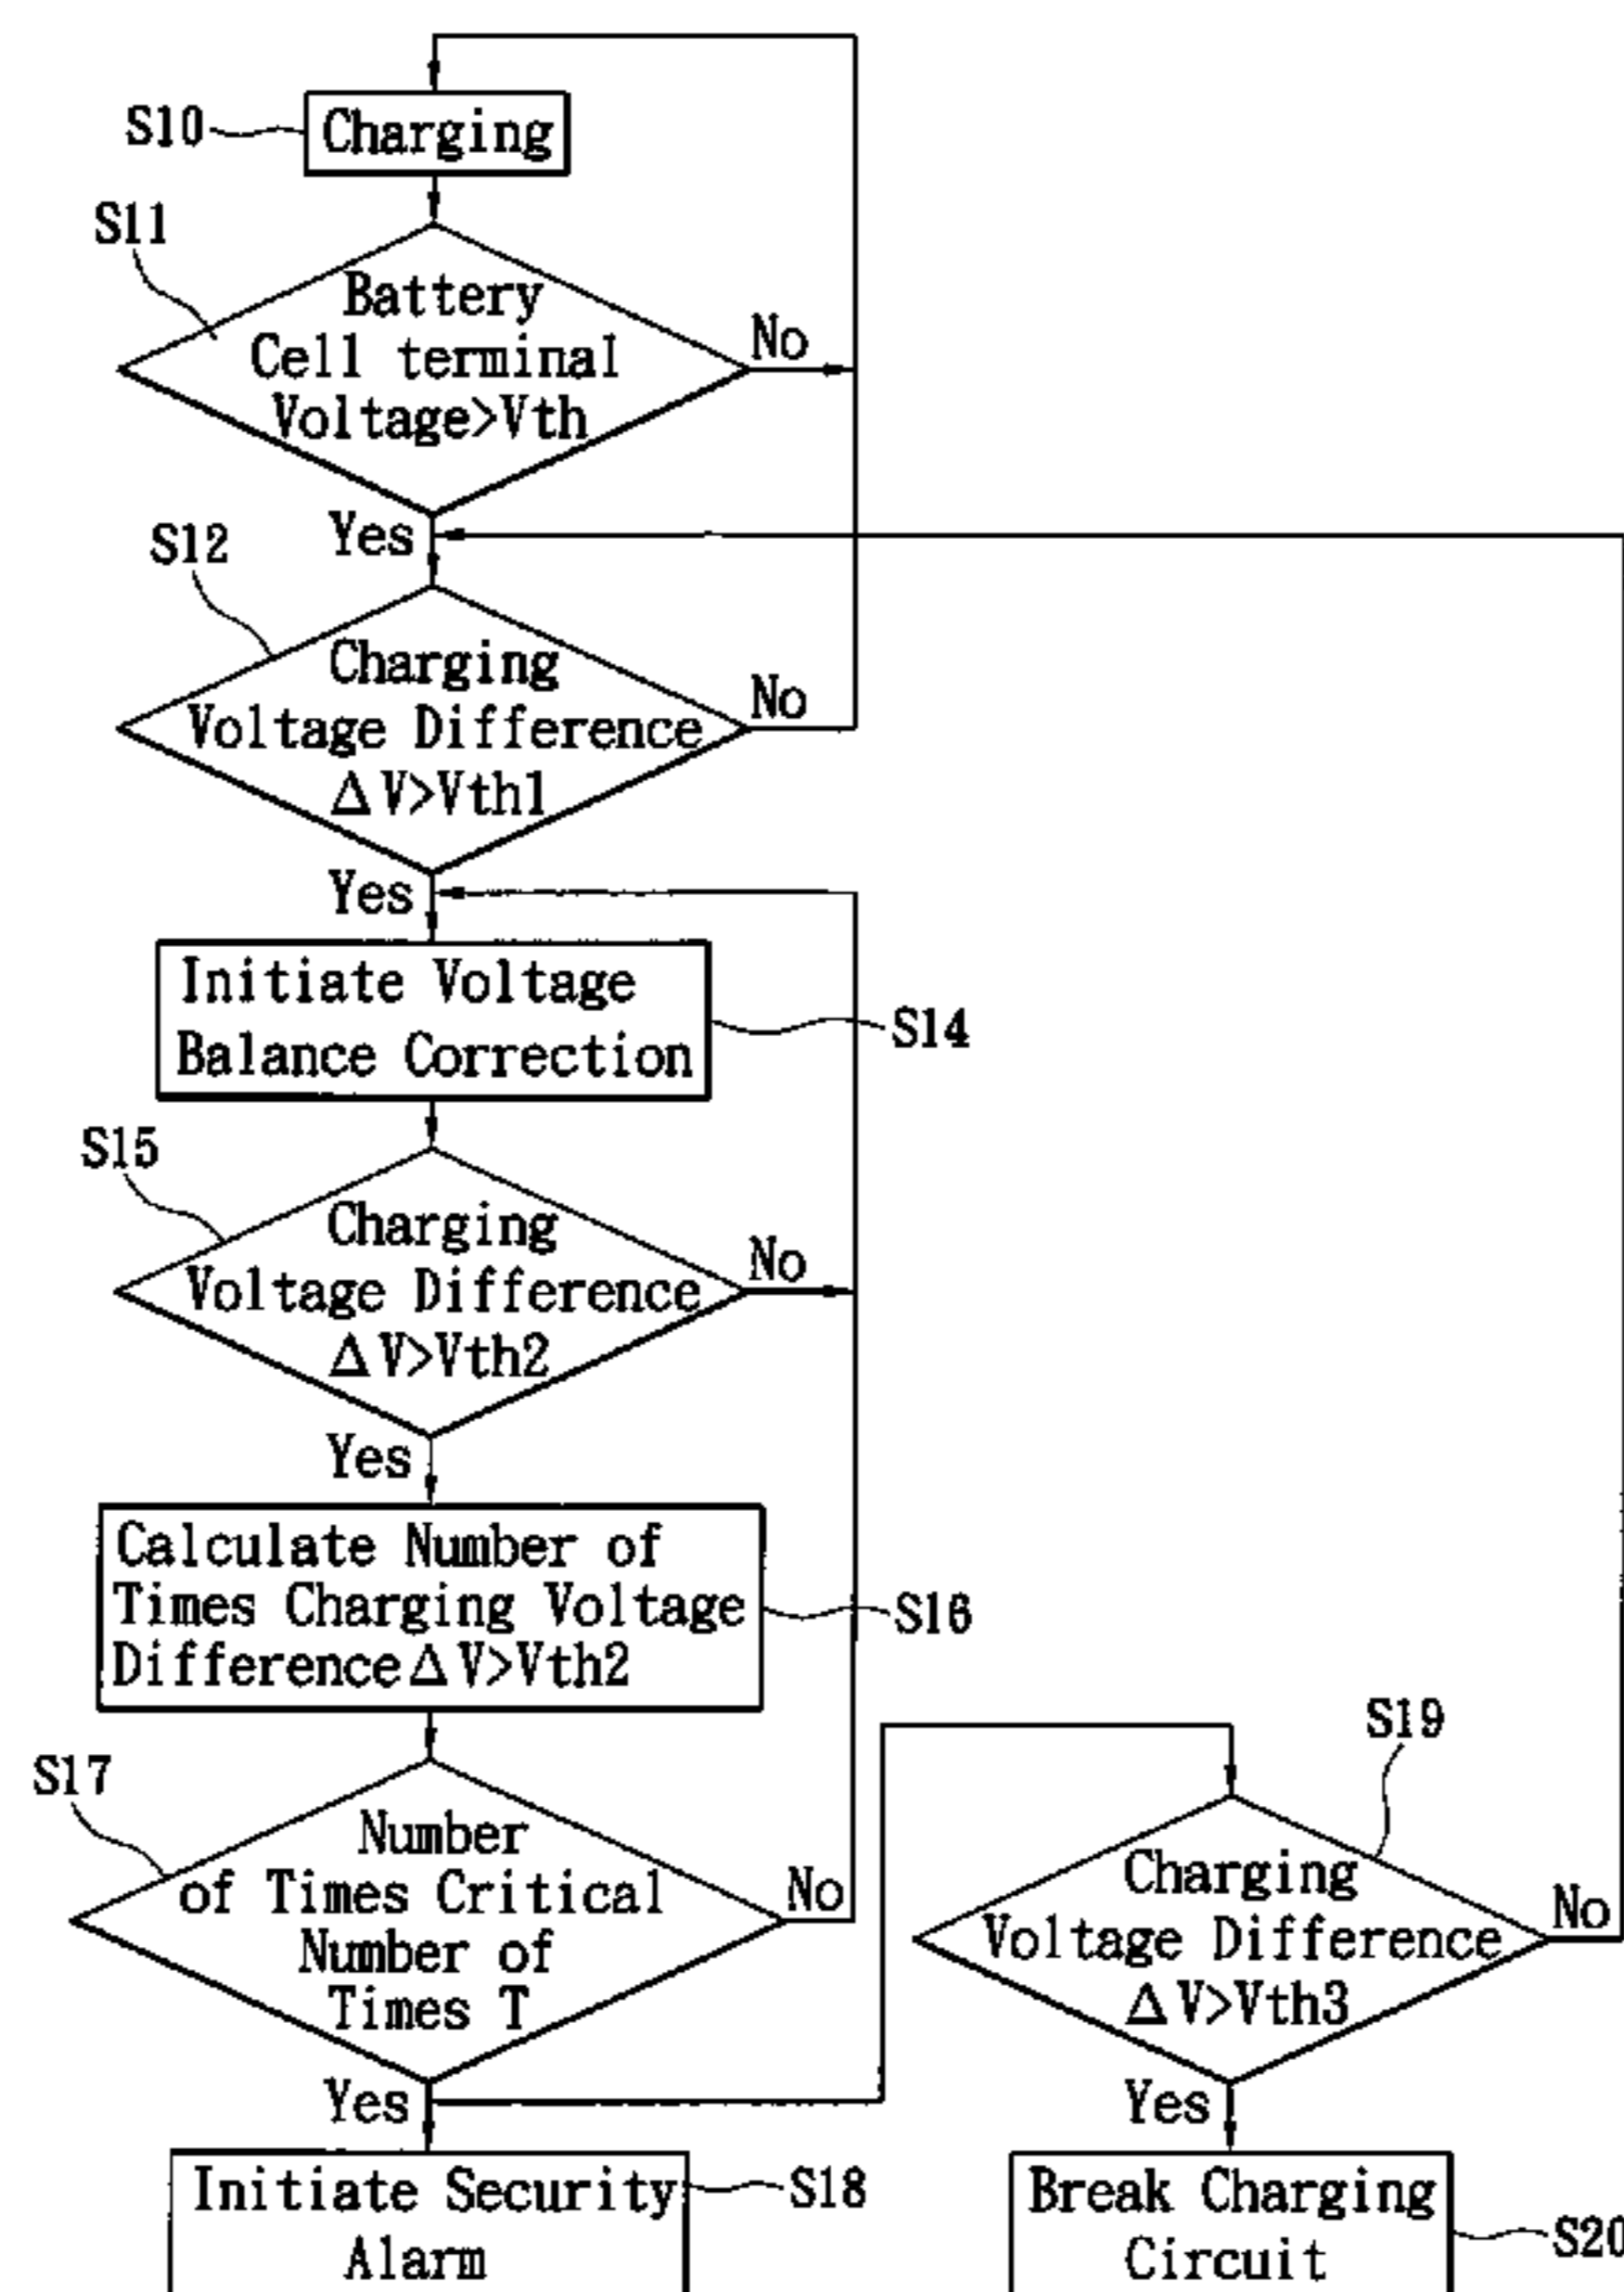 S10
Charging
S11
Battery
Cell terminal
Voltage>Vth
No
Yes
S12
Charging
Voltage Difference
ΔV>Vth1
No
Yes
Initiate Voltage
Balance Correction
S14
S15
Charging
Voltage Difference
ΔV>Vth2
No
Yes
Calculate Number of
Times Charging Voltage
Difference ΔV>Vth2
S16
S17
Number
of Times Critical
Number of
Times T
No
Yes
Initiate Security
Alarm
S18
S19
Charging
Voltage Difference
ΔV>Vth3
No
Yes
Break Charging
Circuit
S20